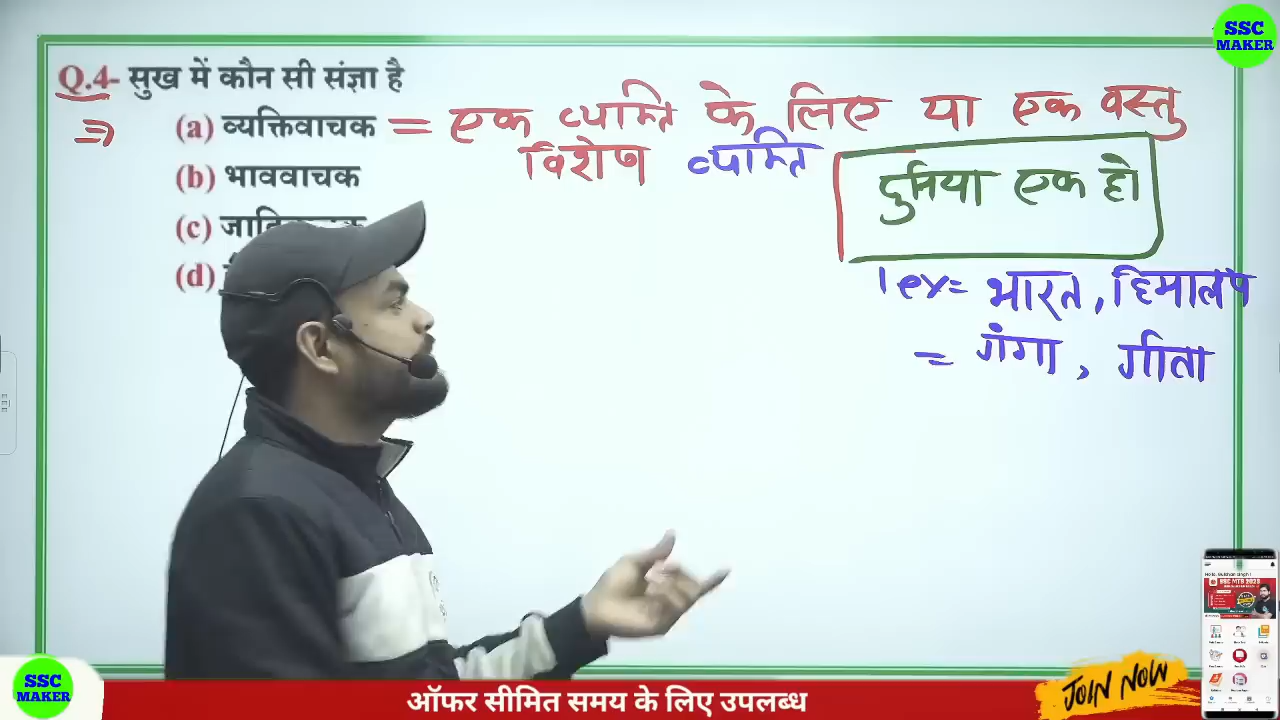 SSC
MAKER
Q.4- सुख में कौन सी संज्ञा है
⇒ (a) व्यक्तिवाचक = एक व्यक्ति के लिए या एक वस्तु
विशेष व्यक्ति
दुनिया एक हो
(b) भाववाचक
(c)
(d)
ex= भारत, हिमालय
= गंगा, गीता
SSC
MAKER
ऑफर सीमित समय के लिए उपलब्ध
JOIN NOW